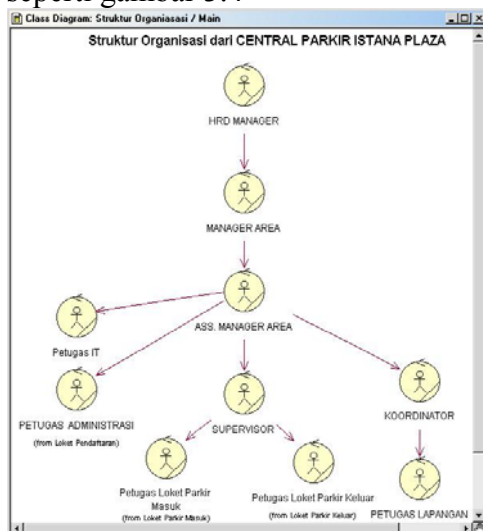 seperti gambar 3.4
Class Diagram: Struktur Organiasasi / Main
Struktur Organisasi dari CENTRAL PARKIR ISTANA PLAZA
HRD MANAGER
MANAGER AREA
ASS. MANAGER AREA
Petugas IT
PETUGAS ADMINISTRASI
(from Loket Pendaftaran)
SUPERVISOR
KOORDINATOR
Petugas Loket Parkir
Masuk
(from Loket Parkir Masuk)
Petugas Loket Parkir Keluar
(from Loket Parkir Keluar)
PETUGAS LAPANGAN